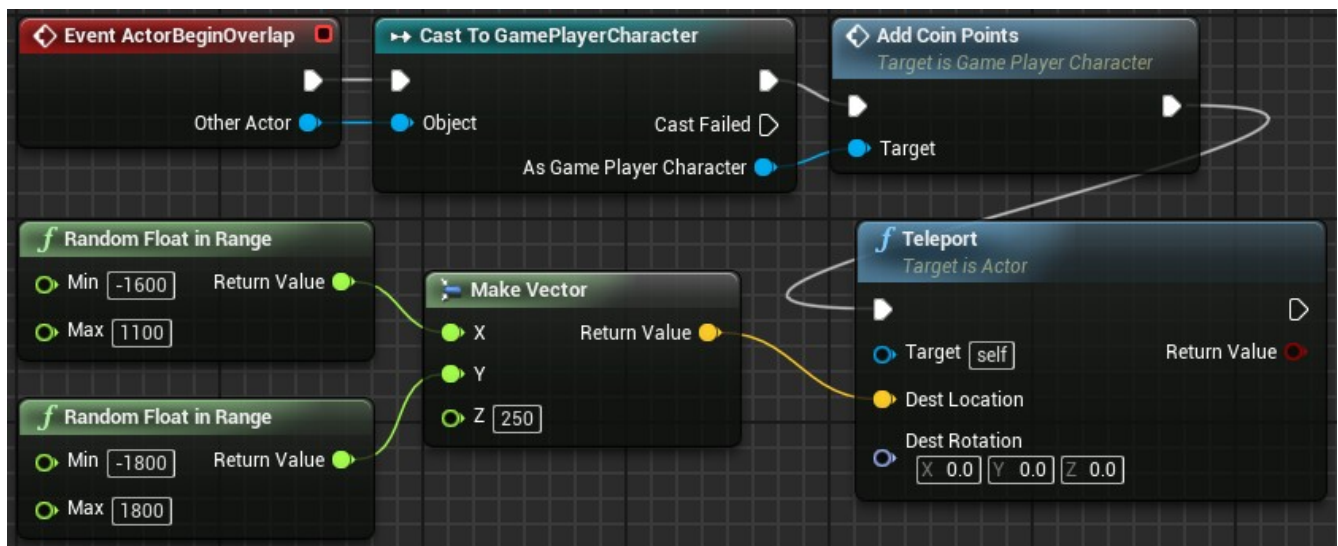 Event ActorBeginOverlap
Other Actor
Cast To GamePlayerCharacter
Object
Cast Failed
As Game Player Character
Add Coin Points
Target is Game Player Character
Target
f Random Float in Range
Min -1600 Return Value
Max 1100
f Random Float in Range
Min -1800 Return Value
Max 1800
Make Vector
X Return Value
Y
Z 250
f Teleport
Target is Actor
Target self Return Value
Dest Location
Dest Rotation
X 0.0 Y 0.0 Z 0.0